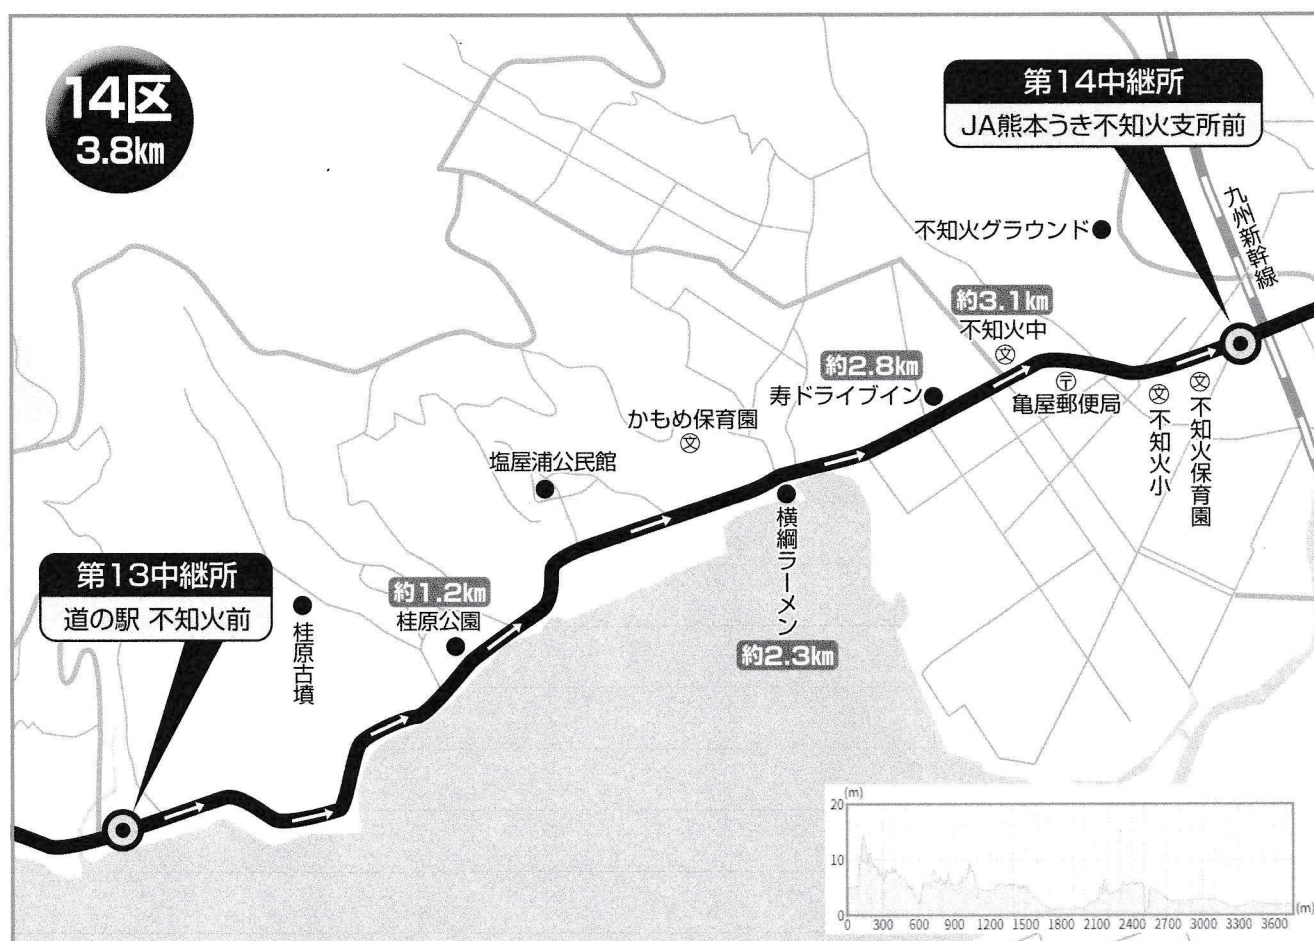 14区
3.8km
第14中継所
JA熊本うき不知火支所前
九州新幹線
不知火グラウンド
約3.1km
不知火中
文
約2.8km
寿ドライブイン
〒
亀屋郵便局
文
不知火小
文
不知火保育園
かもめ保育園
文
塩屋浦公民館
横綱ラーメン
約2.3km
第13中継所
道の駅 不知火前
桂原古墳
約1.2km
桂原公園
(m)
20
10
0
0 300 600 900 1200 1500 1800 2100 2400 2700 3000 3300 3600
(m)